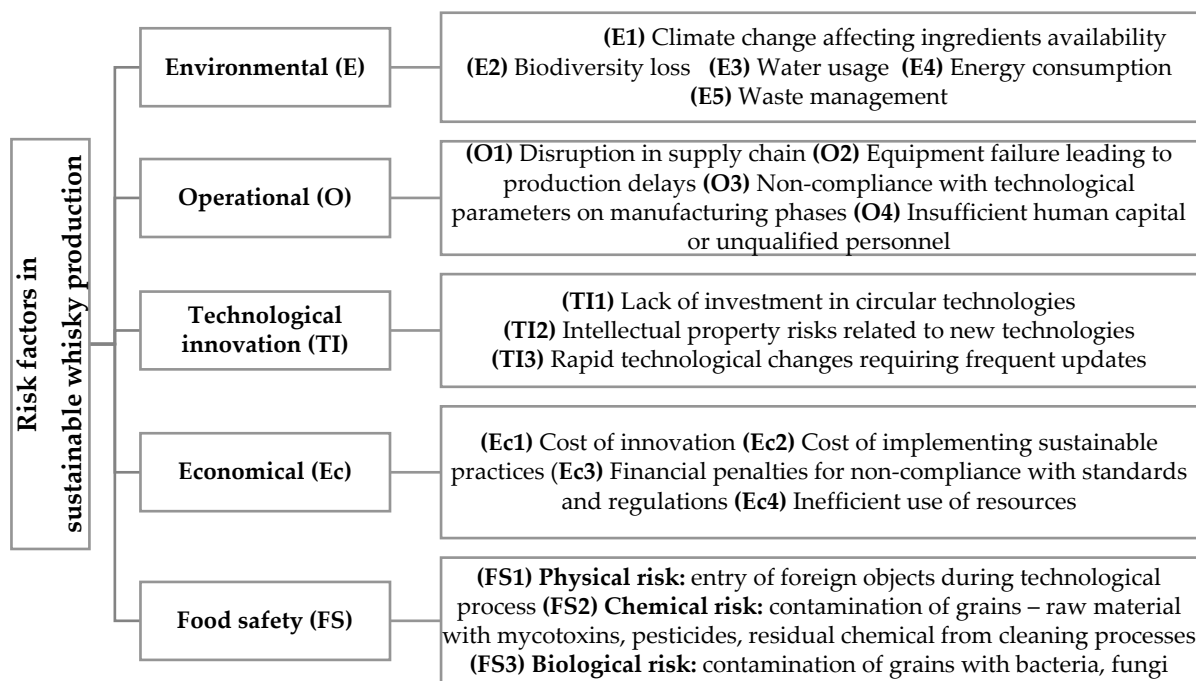 Risk factors in
sustainable whisky production
Environmental (E)
(E1) Climate change affecting ingredients availability
(E2) Biodiversity loss (E3) Water usage (E4) Energy consumption
(E5) Waste management
Operational (O)
(O1) Disruption in supply chain (O2) Equipment failure leading to
production delays (O3) Non-compliance with technological
parameters on manufacturing phases (O4) Insufficient human capital
or unqualified personnel
Technological
innovation (TI)
(TI1) Lack of investment in circular technologies
(TI2) Intellectual property risks related to new technologies
(TI3) Rapid technological changes requiring frequent updates
Economical (Ec)
(Ec1) Cost of innovation (Ec2) Cost of implementing sustainable
practices (Ec3) Financial penalties for non-compliance with standards
and regulations (Ec4) Inefficient use of resources
Food safety (FS)
(FS1) Physical risk: entry of foreign objects during technological
process (FS2) Chemical risk: contamination of grains – raw material
with mycotoxins, pesticides, residual chemical from cleaning processes
(FS3) Biological risk: contamination of grains with bacteria, fungi